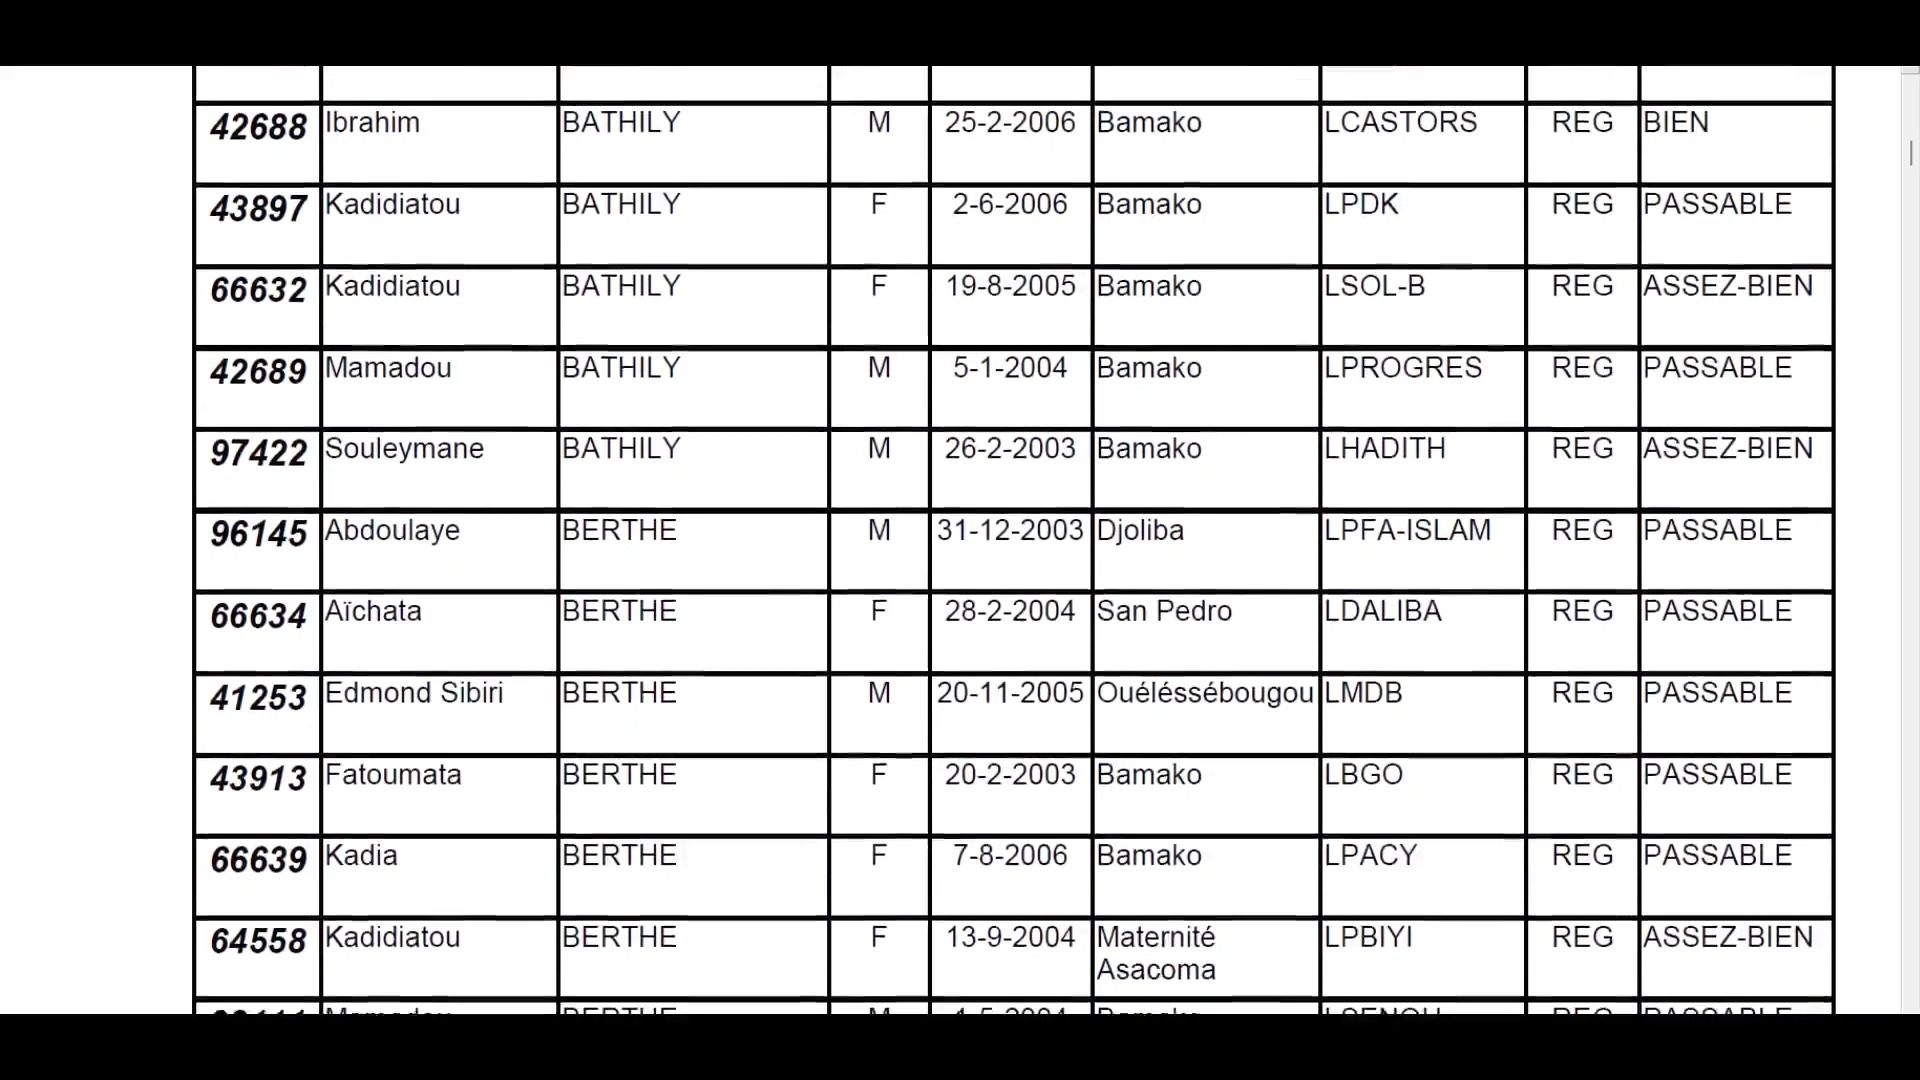 42688 Ibrahim BATHILY M 25-2-2006 Bamako LCASTORS REG BIEN
43897 Kadidiatou BATHILY F 2-6-2006 Bamako LPDK REG PASSABLE
66632 Kadidiatou BATHILY F 19-8-2005 Bamako LSOL-B REG ASSEZ-BIEN
42689 Mamadou BATHILY M 5-1-2004 Bamako LPROGRES REG PASSABLE
97422 Souleymane BATHILY M 26-2-2003 Bamako LHADITH REG ASSEZ-BIEN
96145 Abdoulaye BERTHE M 31-12-2003 Djoliba LPFA-ISLAM REG PASSABLE
66634 Aïchata BERTHE F 28-2-2004 San Pedro LDALIBA REG PASSABLE
41253 Edmond Sibiri BERTHE M 20-11-2005 Ouéléssébougou LMDB REG PASSABLE
43913 Fatoumata BERTHE F 20-2-2003 Bamako LBGO REG PASSABLE
66639 Kadia BERTHE F 7-8-2006 Bamako LPACY REG PASSABLE
64558 Kadidiatou BERTHE F 13-9-2004 Maternité LPBIYI REG ASSEZ-BIEN
Asacoma
Mamadou BERTHE M Bamako REG PASSABLE